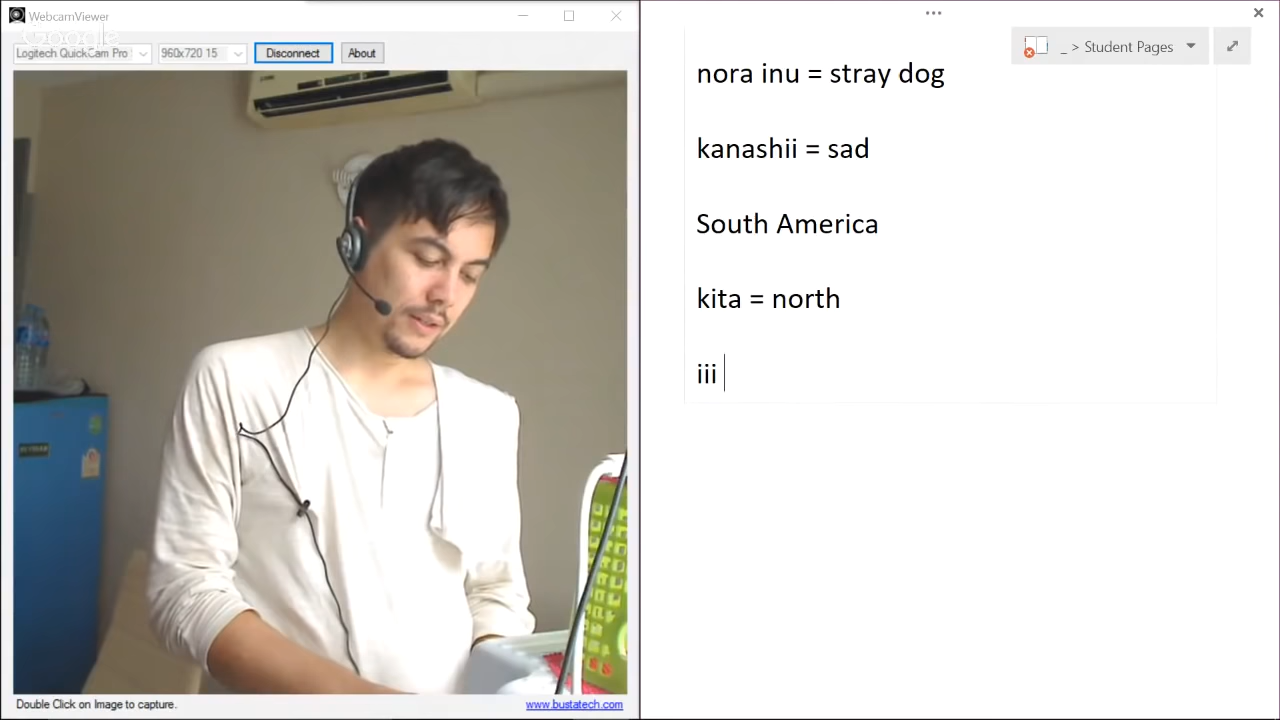 WebcamViewer
Google
Logitech QuickCam Pro
960x720 15
Disconnect
About
Double Click on Image to capture.
www.bustatech.com
_ > Student Pages
nora inu = stray dog
kanashii = sad
South America
kita = north
iii